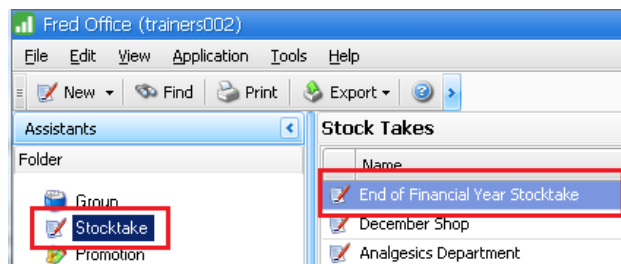 Fred Office (trainers002)
File Edit View Application Tools Help
New Find Print Export
Assistants
Folder
Group
Stocktake
Promotion
Stock Takes
Name
End of Financial Year Stocktake
December Shop
Analgesics Department